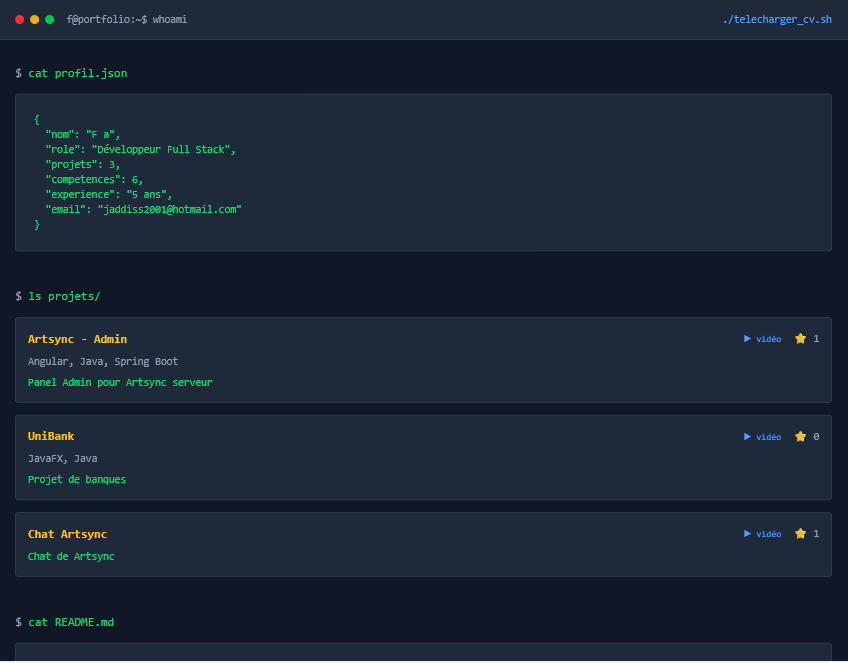 f@portfolio:~$ whoami
./telecharger_cv.sh
$ cat profil.json
{
"nom": "F a",
"role": "Développeur Full Stack",
"projets": 3,
"competences": 6,
"experience": "5 ans",
"email": "jaddiss2001@hotmail.com"
}
$ ls projets/
Artsync - Admin
vidéo
1
Angular, Java, Spring Boot
Panel Admin pour Artsync serveur
UniBank
vidéo
0
JavaFX, Java
Projet de banques
Chat Artsync
vidéo
1
Chat de Artsync
$ cat README.md